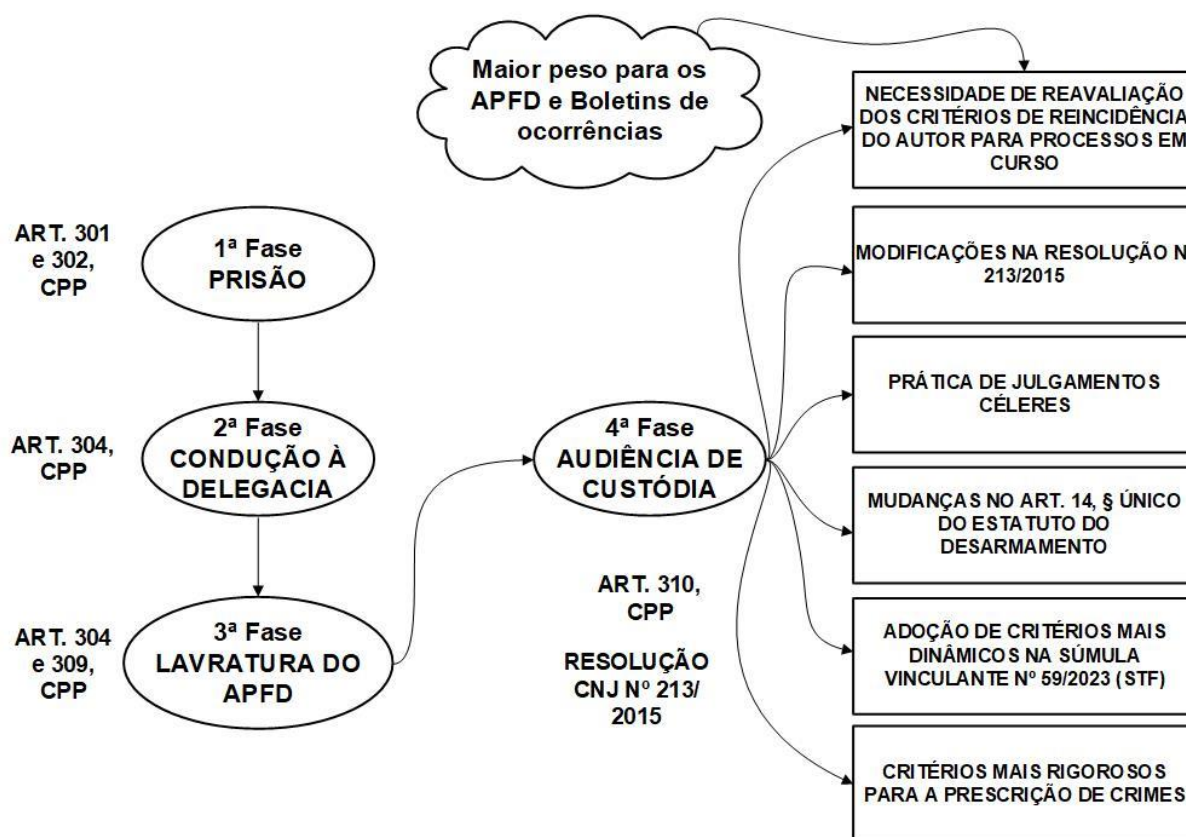 Maior peso para os
APFD e Boletins de
ocorrências
ART. 301
e 302,
CPP
1ª Fase
PRISÃO
ART. 304,
CPP
2ª Fase
CONDUÇÃO À
DELEGACIA
ART. 304
e 309,
CPP
3ª Fase
LAVRATURA DO
APFD
4ª Fase
AUDIÊNCIA DE
CUSTÓDIA
ART. 310,
CPP
RESOLUÇÃO
CNJ Nº 213/
2015
NECESSIDADE DE REAVALIAÇÃO
DOS CRITÉRIOS DE REINCIDÊNCIA
DO AUTOR PARA PROCESSOS EM
CURSO
MODIFICAÇÕES NA RESOLUÇÃO N
213/2015
PRÁTICA DE JULGAMENTOS
CÉLERES
MUDANÇAS NO ART. 14, § ÚNICO
DO ESTATUTO DO
DESARMAMENTO
ADOÇÃO DE CRITÉRIOS MAIS
DINÂMICOS NA SÚMULA
VINCULANTE Nº 59/2023 (STF)
CRITÉRIOS MAIS RIGOROSOS
PARA A PRESCRIÇÃO DE CRIMES